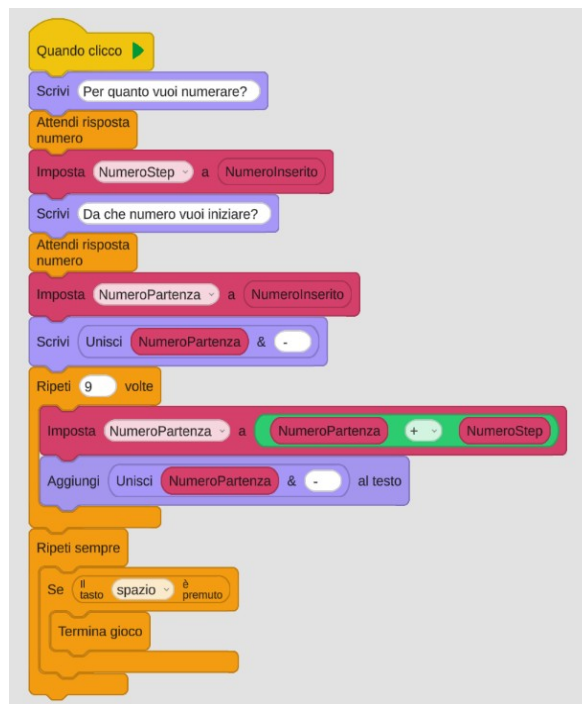 Quando clicco
Scrivi Per quanto vuoi numerare?
Attendi risposta
numero
Imposta NumeroStep a NumeroInserito
Scrivi Da che numero vuoi iniziare?
Attendi risposta
numero
Imposta NumeroPartenza a NumeroInserito
Scrivi Unisci NumeroPartenza & -
Ripeti 9 volte
Imposta NumeroPartenza a NumeroPartenza + NumeroStep
Aggiungi Unisci NumeroPartenza & - al testo
Ripeti sempre
Se Il tasto spazio è premuto
Termina gioco